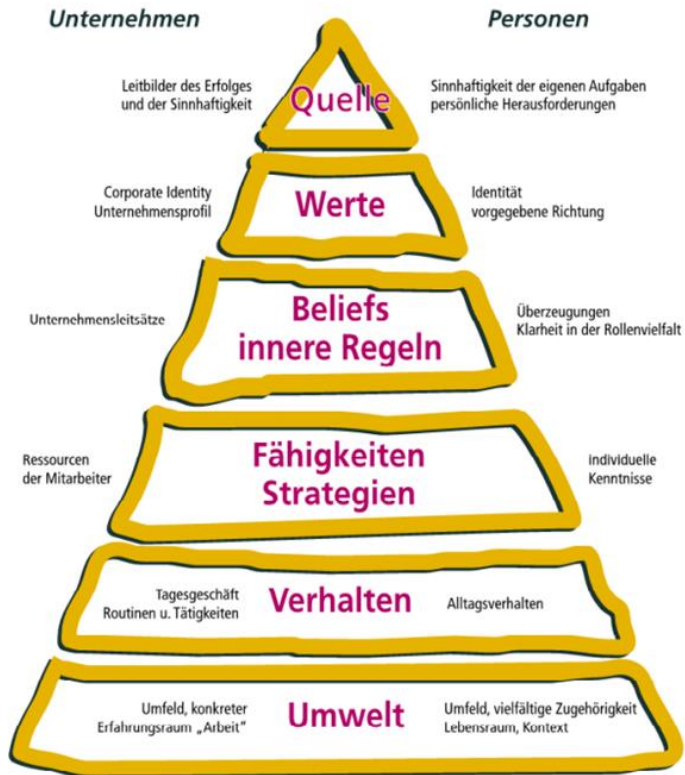 Unternehmen
Personen
Leitbilder des Erfolges
und der Sinnhaftigkeit
Quelle
Sinnhaftigkeit der eigenen Aufgaben
persönliche Herausforderungen
Corporate Identity
Unternehmensprofil
Werte
Identität
vorgegebene Richtung
Unternehmensleitsätze
Beliefs
innere Regeln
Überzeugungen
Klarheit in der Rollenvielfalt
Ressourcen
der Mitarbeiter
Fähigkeiten
Strategien
individuelle
Kenntnisse
Tagesgeschäft
Routinen u. Tätigkeiten
Verhalten
Alltagsverhalten
Umfeld, konkreter
Erfahrungsraum „Arbeit“
Umwelt
Umfeld, vielfältige Zugehörigkeit
Lebensraum, Kontext